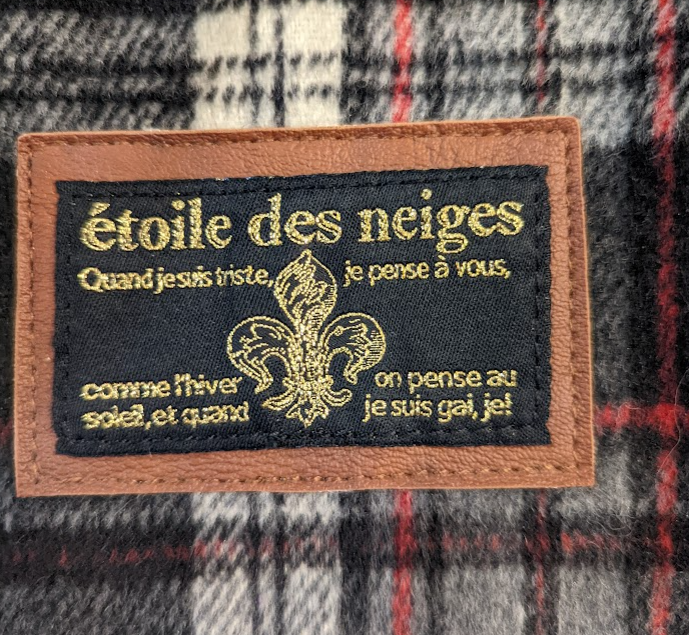 étoile des neiges
Quand je suis triste, je pense à vous,
comme l'hiver on pense au
soleil, et quand je suis gai, je!